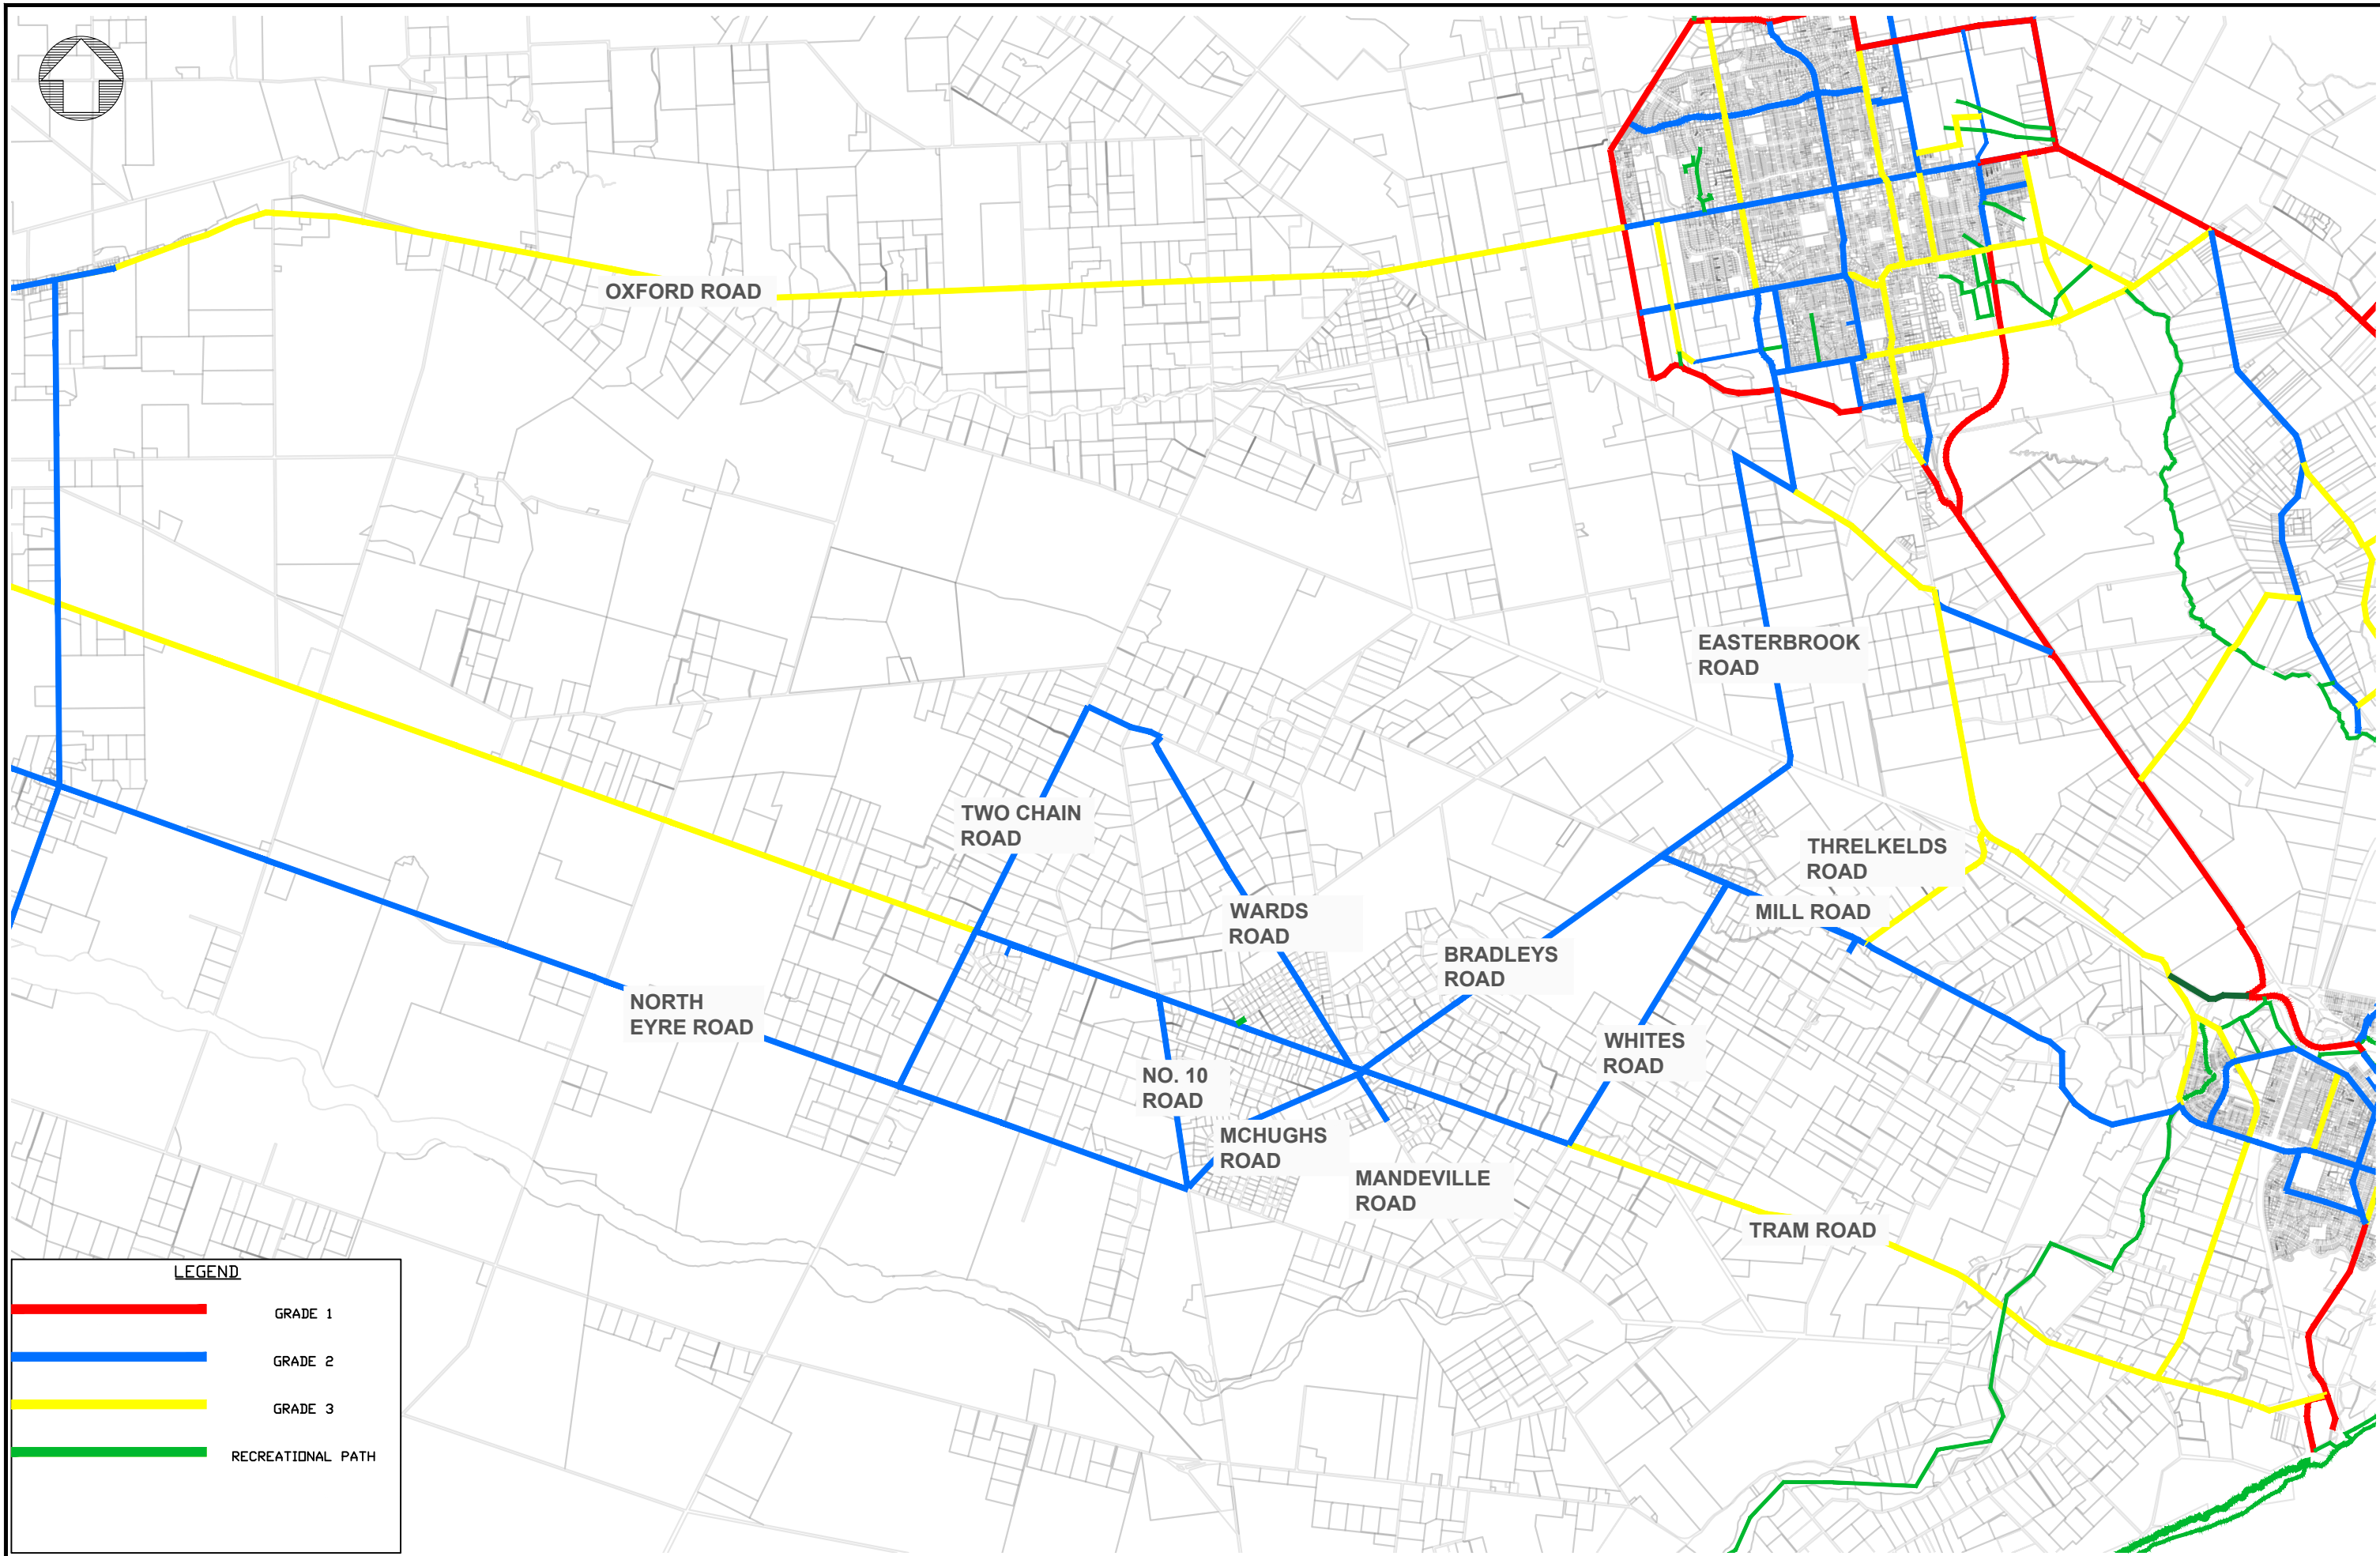 OXFORD ROAD
EASTERBROOK
ROAD
TWO CHAIN
ROAD
THRELKELDS
ROAD
WARDS
ROAD
MILL ROAD
BRADLEYS
ROAD
NORTH
EYRE ROAD
WHITES
ROAD
NO. 10
ROAD
MCHUGHS
ROAD
MANDEVILLE
ROAD
TRAM ROAD
LEGEND
GRADE 1
GRADE 2
GRADE 3
RECREATIONAL PATH